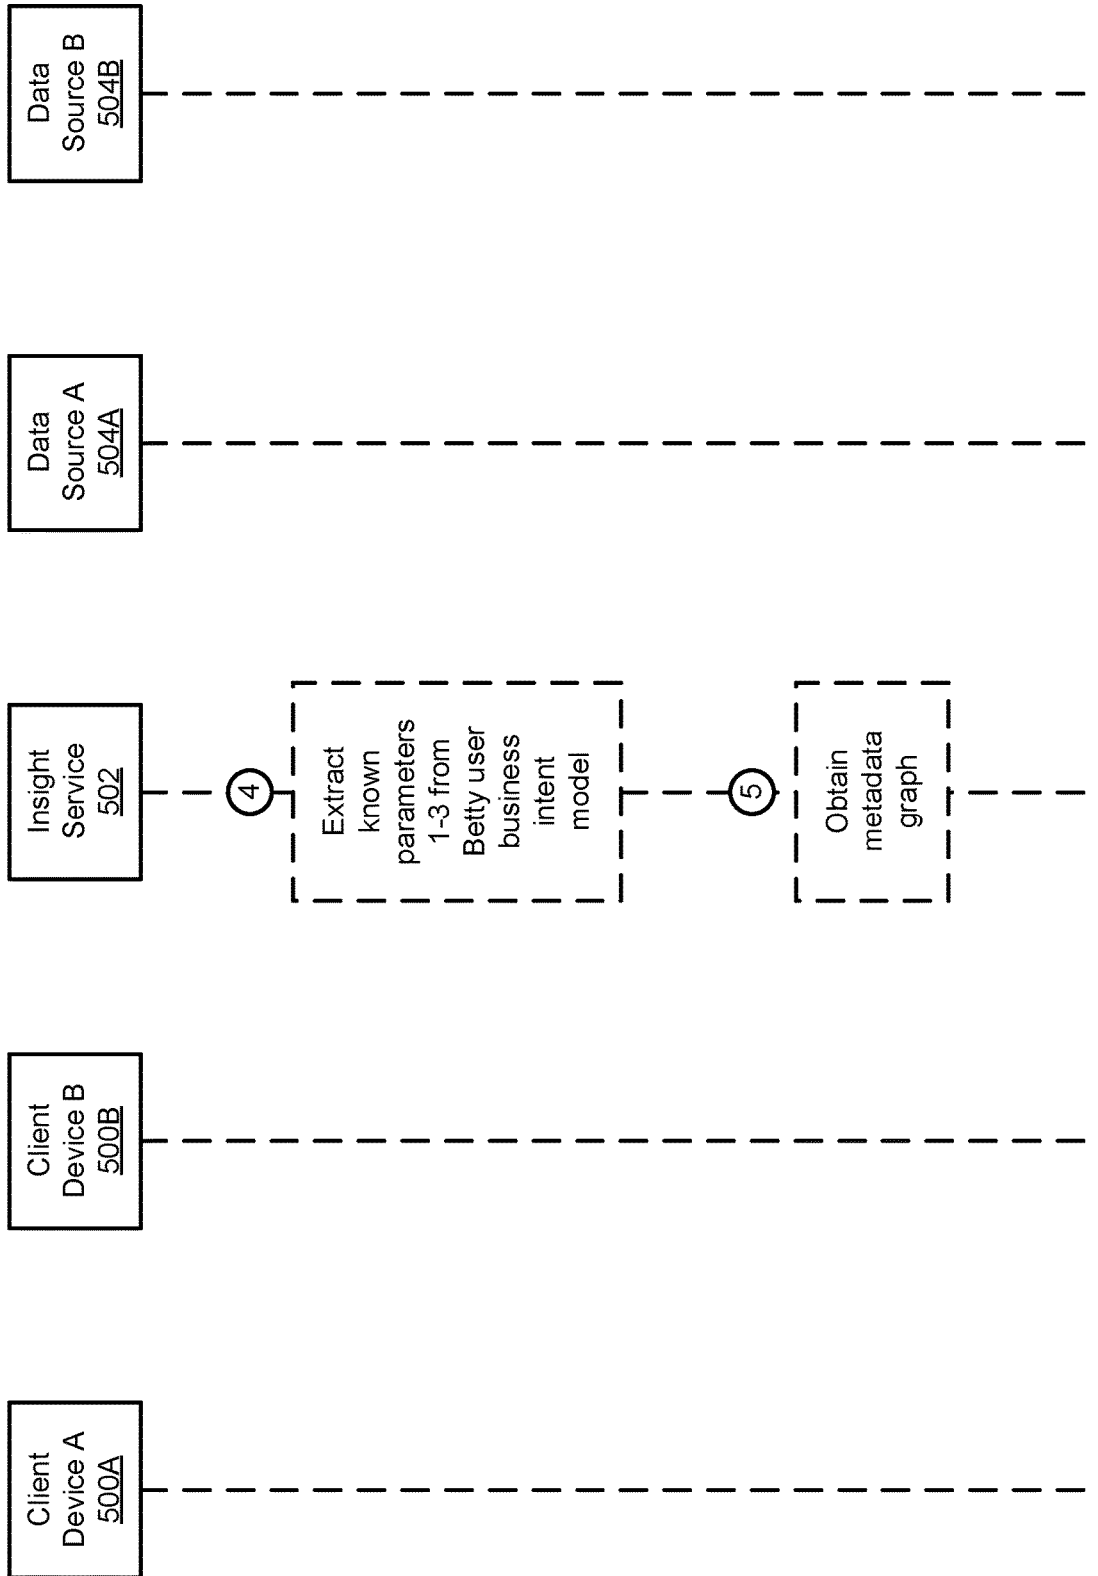 Client
Device A
500A
Client
Device B
500B
Insight
Service
502
Data
Source A
504A
Data
Source B
504B
4
Extract
known
parameters
1-3 from
Betty user
business
intent
model
5
Obtain
metadata
graph